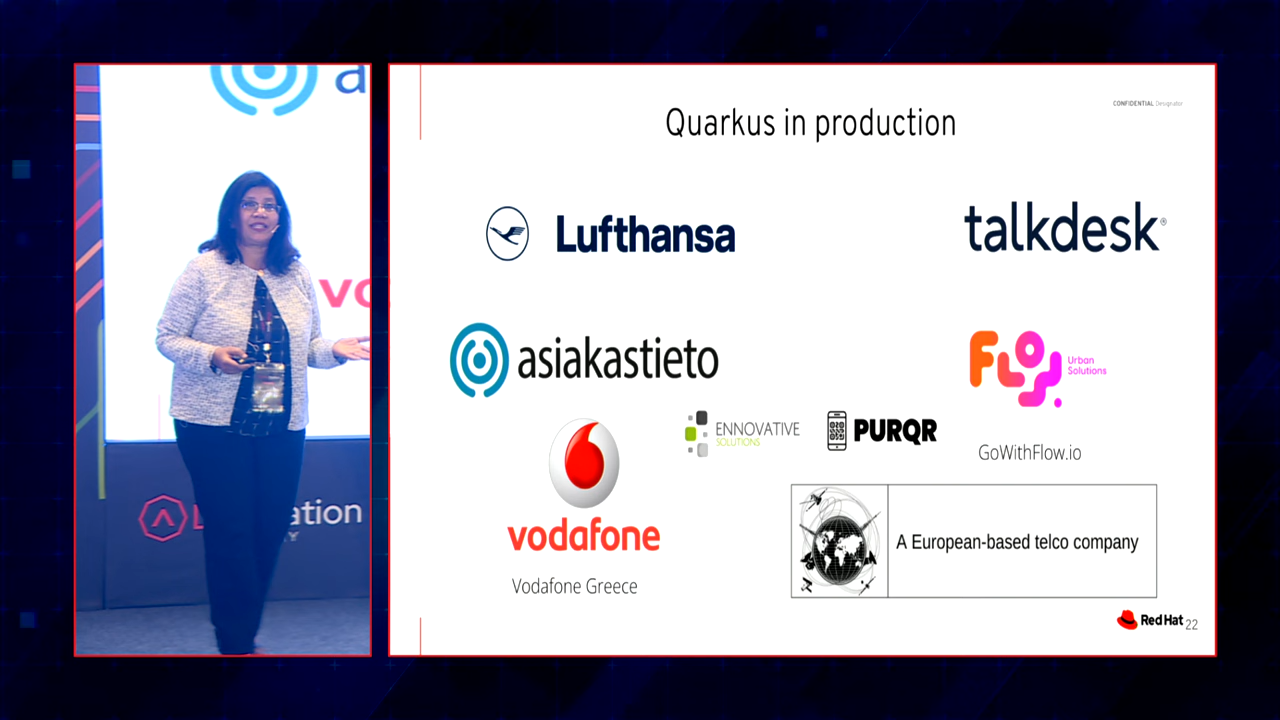 CONFIDENTIAL Designator
Quarkus in production
Lufthansa
talkdesk®
asiakastieto
FLOW.
Urban
Solutions
ENNOVATIVE
SOLUTIONS
PURQR
GoWithFlow.io
vodafone
Vodafone Greece
A European-based telco company
Red Hat
22